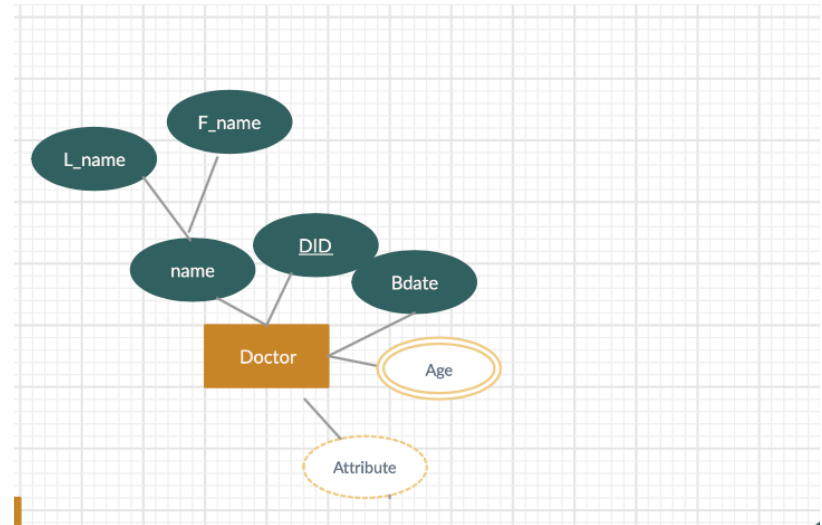 F_name
L_name
DID
name
Bdate
Doctor
Age
Attribute